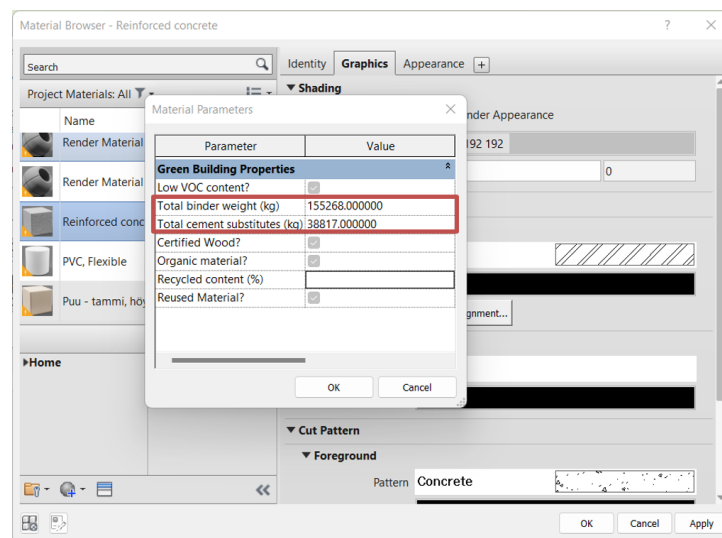 Material Browser - Reinforced concrete
Search
Identity Graphics Appearance
Project Materials: All
Shading
Name
Render Material
Render Material
Reinforced conc
PVC, Flexible
Puu - tammi, höy
Home
Material Parameters
Parameter Value
Green Building Properties
Low VOC content?
Total binder weight (kg) 155268.000000
Total cement substitutes (kg) 38817.000000
Certified Wood?
Organic material?
Recycled content (%)
Reused Material?
OK Cancel
nder Appearance
192 192
0
gnment...
Cut Pattern
Foreground
Pattern Concrete
OK Cancel Apply